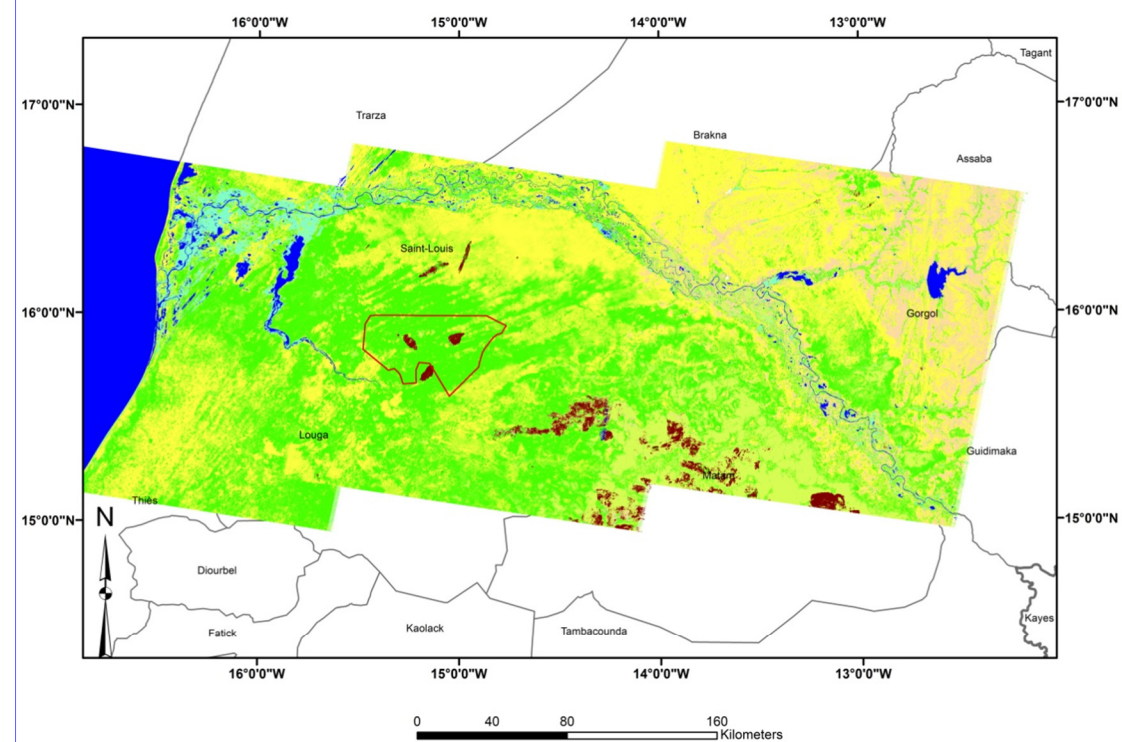 16°0'0"W 15°0'0"W 14°0'0"W 13°0'0"W
Tagant
17°0'0"N 17°0'0"N
Trarza
Brakna
Assaba
Saint-Louis
16°0'0"N 16°0'0"N
Gorgol
Louga
Guidimaka
Matam
Thiès
15°0'0"N 15°0'0"N
N
Diourbel
Kayes
Fatick Kaolack Tambacounda
16°0'0"W 15°0'0"W 14°0'0"W 13°0'0"W
0 40 80 160
Kilometers